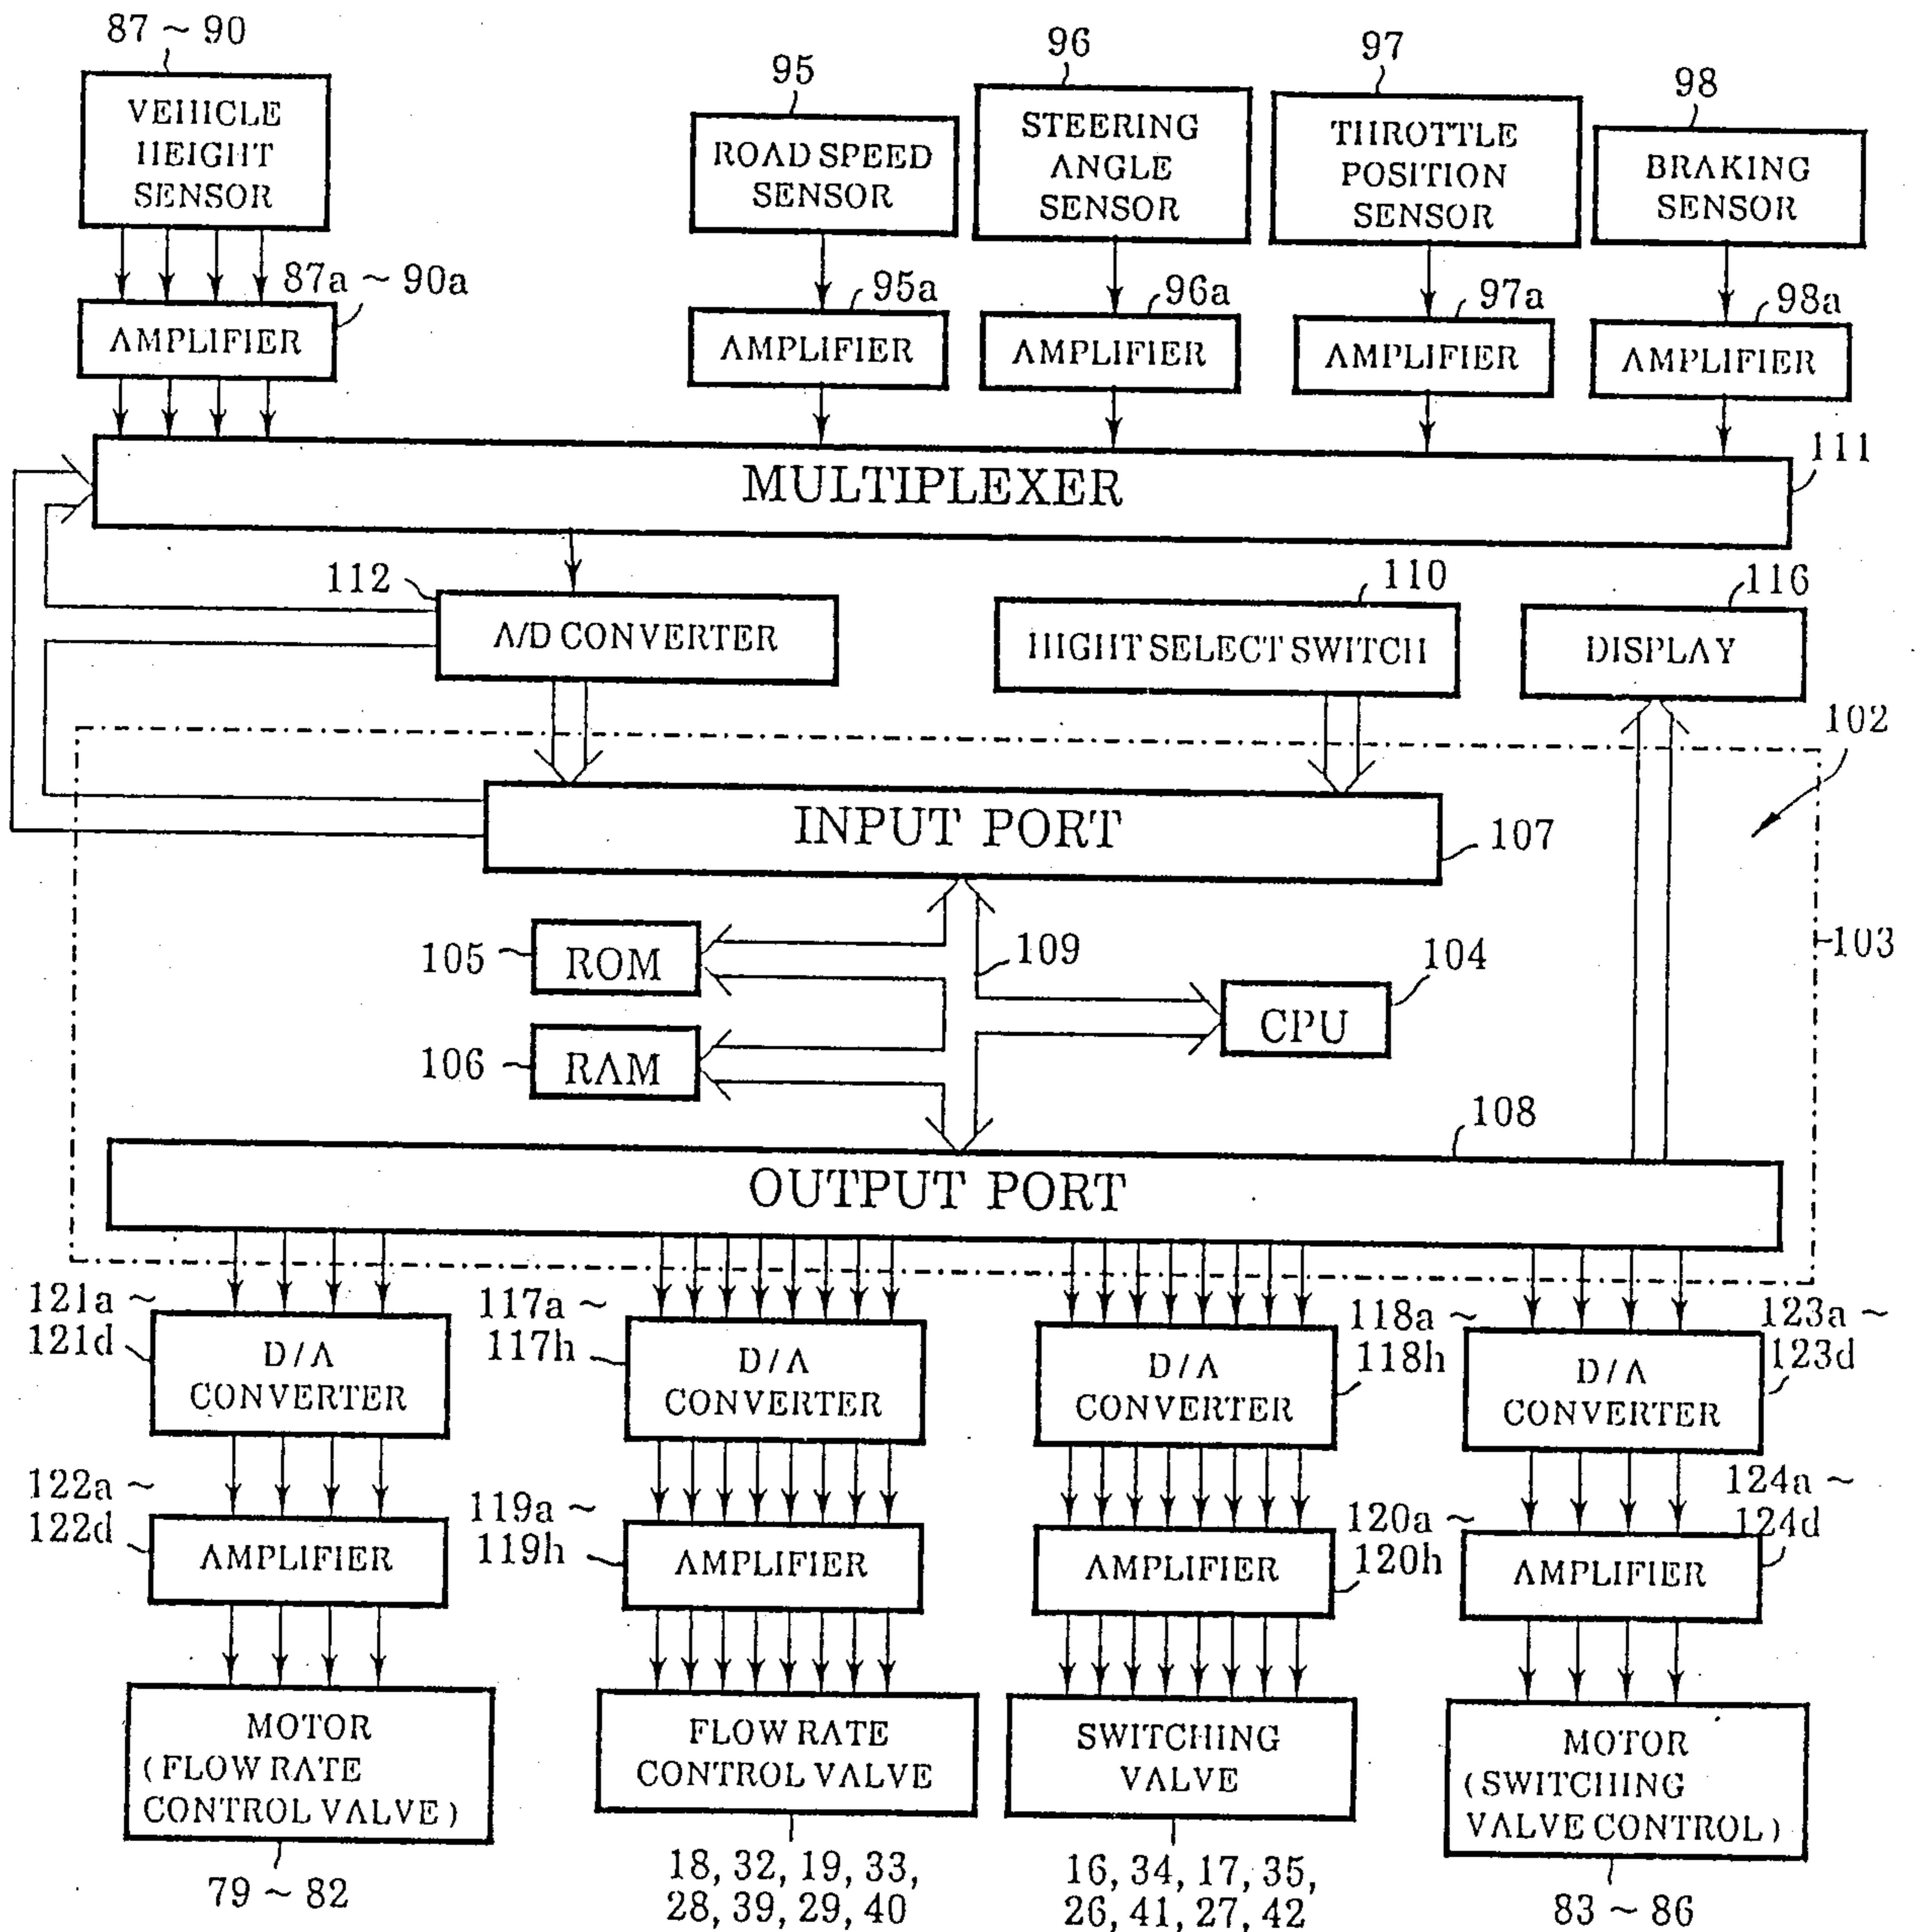 87 ~ 90
VEHICLE
HEIGHT
SENSOR
95
ROAD SPEED
SENSOR
96
STEERING
ANGLE
SENSOR
97
THROTTLE
POSITION
SENSOR
98
BRAKING
SENSOR
87a ~ 90a
AMPLIFIER
95a
AMPLIFIER
96a
AMPLIFIER
97a
AMPLIFIER
98a
AMPLIFIER
111
MULTIPLEXER
112
A/D CONVERTER
110
HIGHT SELECT SWITCH
116
DISPLAY
102
INPUT PORT
107
103
105
ROM
109
104
CPU
106
RAM
108
OUTPUT PORT
121a ~
121d
D/A
CONVERTER
117a ~
117h
D/A
CONVERTER
118a ~
118h
D/A
CONVERTER
123a ~
123d
D/A
CONVERTER
122a ~
122d
AMPLIFIER
119a ~
119h
AMPLIFIER
120a ~
120h
AMPLIFIER
124a ~
124d
AMPLIFIER
MOTOR
(FLOW RATE
CONTROL VALVE)
FLOW RATE
CONTROL VALVE
SWITCHING
VALVE
MOTOR
(SWITCHING
VALVE CONTROL)
79 ~ 82
18, 32, 19, 33,
28, 39, 29, 40
16, 34, 17, 35,
26, 41, 27, 42
83 ~ 86